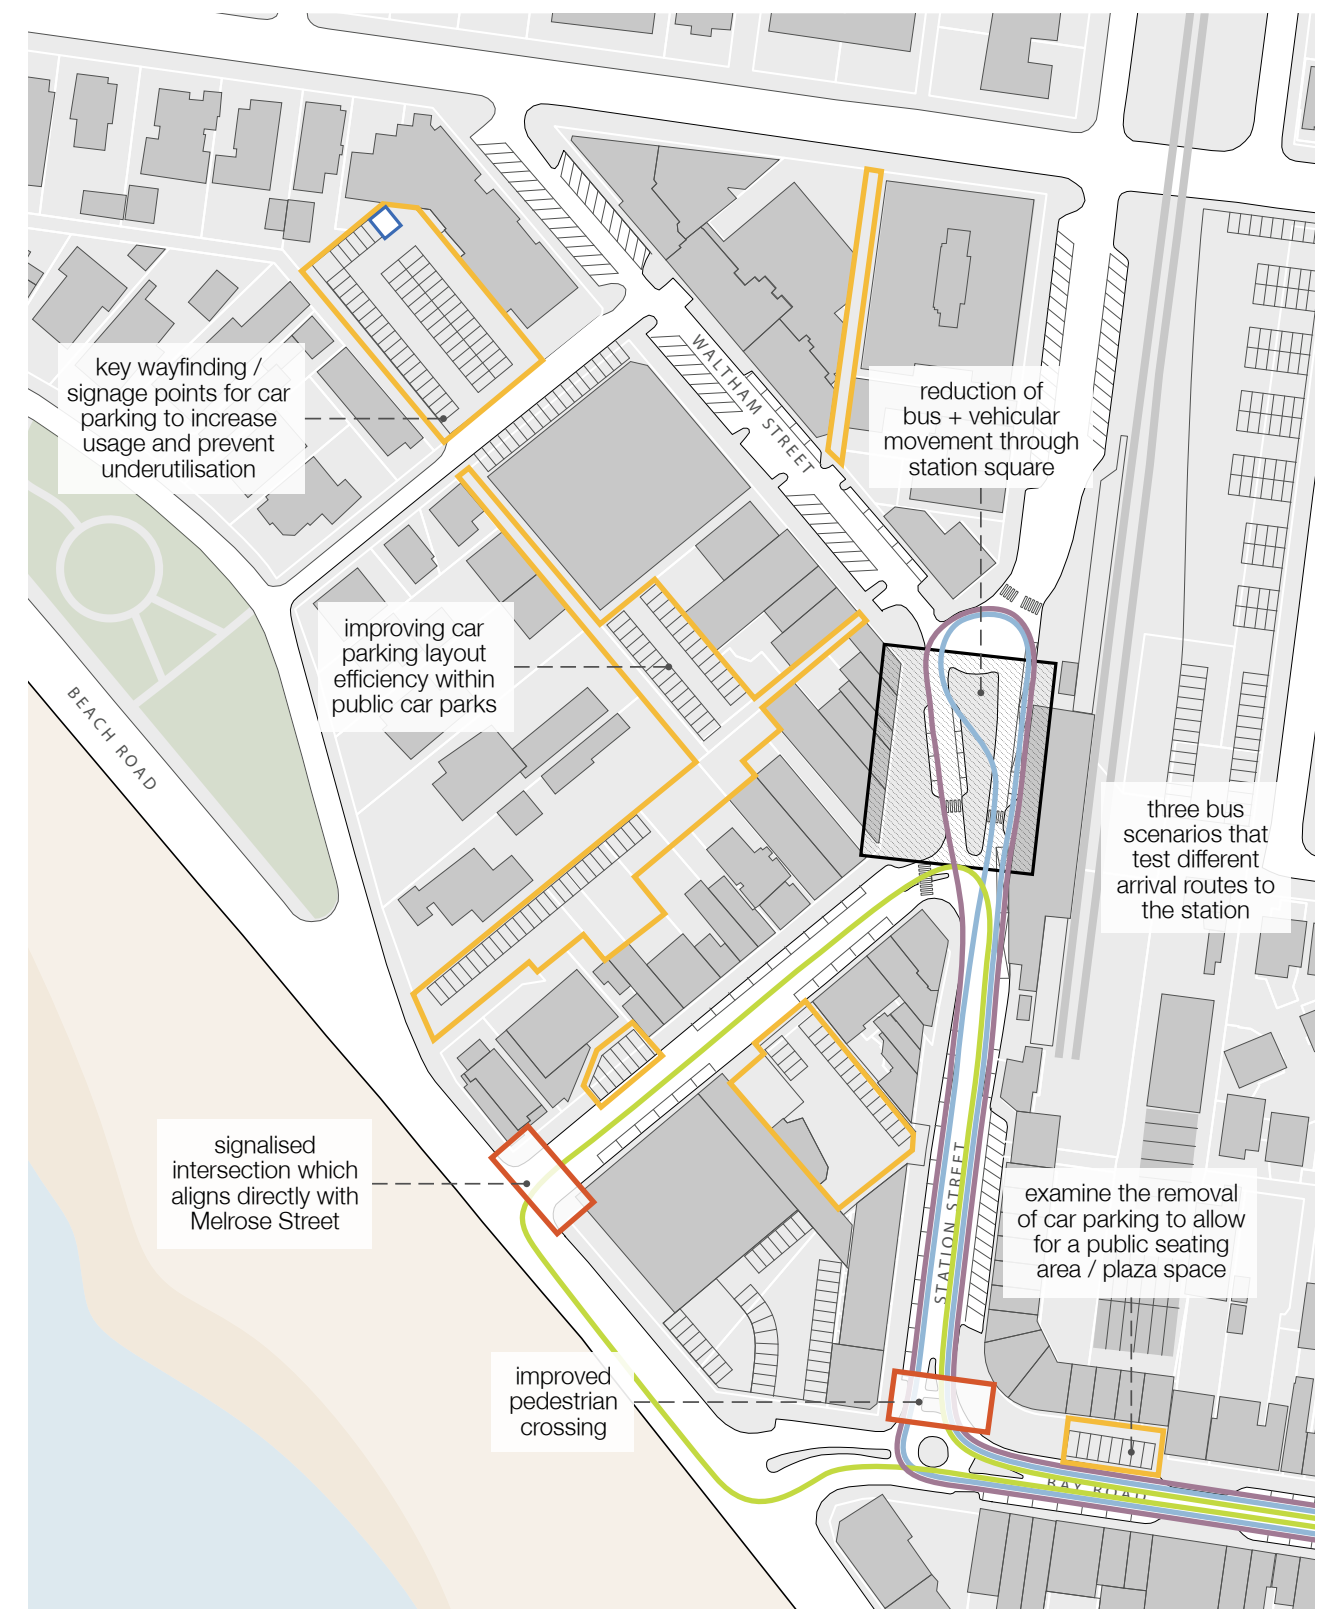 WALTHAM STREET
key wayfinding /
signage points for car
parking to increase
usage and prevent
underutilisation
reduction of
bus + vehicular
movement through
station square
improving car
parking layout
efficiency within
public car parks
BEACH ROAD
three bus
scenarios that
test different
arrival routes to
the station
signalised
intersection which
aligns directly with
Melrose Street
STATION STREET
examine the removal
of car parking to allow
for a public seating
area / plaza space
improved
pedestrian
crossing
BAY ROAD